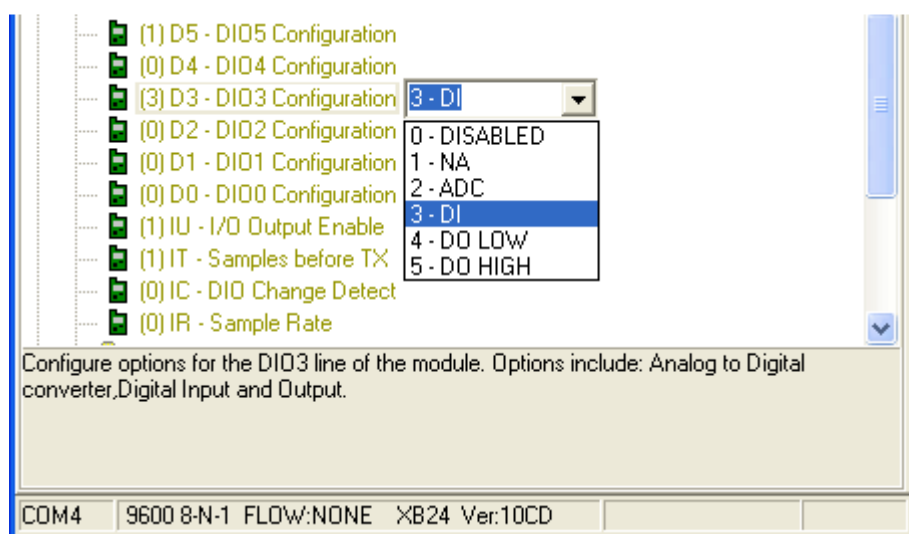 (1) D5 - DIO5 Configuration
(0) D4 - DIO4 Configuration
(3) D3 - DIO3 Configuration 3 - DI
(0) D2 - DIO2 Configuration 0 - DISABLED
(0) D1 - DIO1 Configuration 1 - NA
(0) D0 - DIO0 Configuration 2 - ADC
3 - DI
(1) IU - I/O Output Enable
4 - DO LOW
(1) IT - Samples before TX 5 - DO HIGH
(0) IC - DIO Change Detect
(0) IR - Sample Rate
Configure options for the DIO3 line of the module. Options include: Analog to Digital
converter,Digital Input and Output.
COM4 9600 8-N-1 FLOW:NONE XB24 Ver:10CD